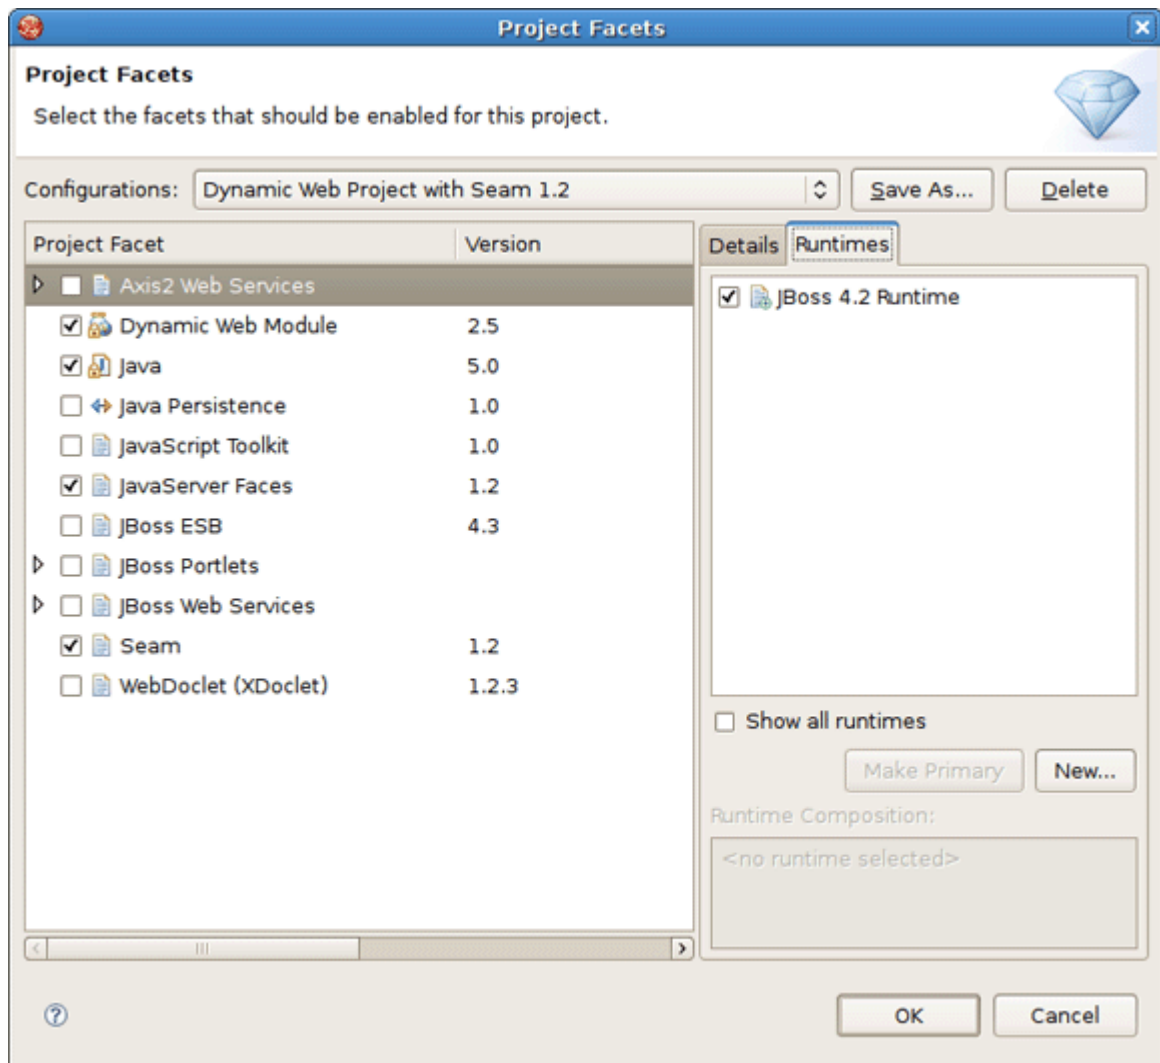 Project Facets
Project Facets
Select the facets that should be enabled for this project.
Configurations: Dynamic Web Project with Seam 1.2 Save As... Delete
Project Facet Version
Axis2 Web Services
Dynamic Web Module 2.5
Java 5.0
Java Persistence 1.0
JavaScript Toolkit 1.0
JavaServer Faces 1.2
JBoss ESB 4.3
JBoss Portlets
JBoss Web Services
Seam 1.2
WebDoclet (XDoclet) 1.2.3
Details Runtimes
JBoss 4.2 Runtime
Show all runtimes
Make Primary New...
Runtime Composition:
<no runtime selected>
OK Cancel